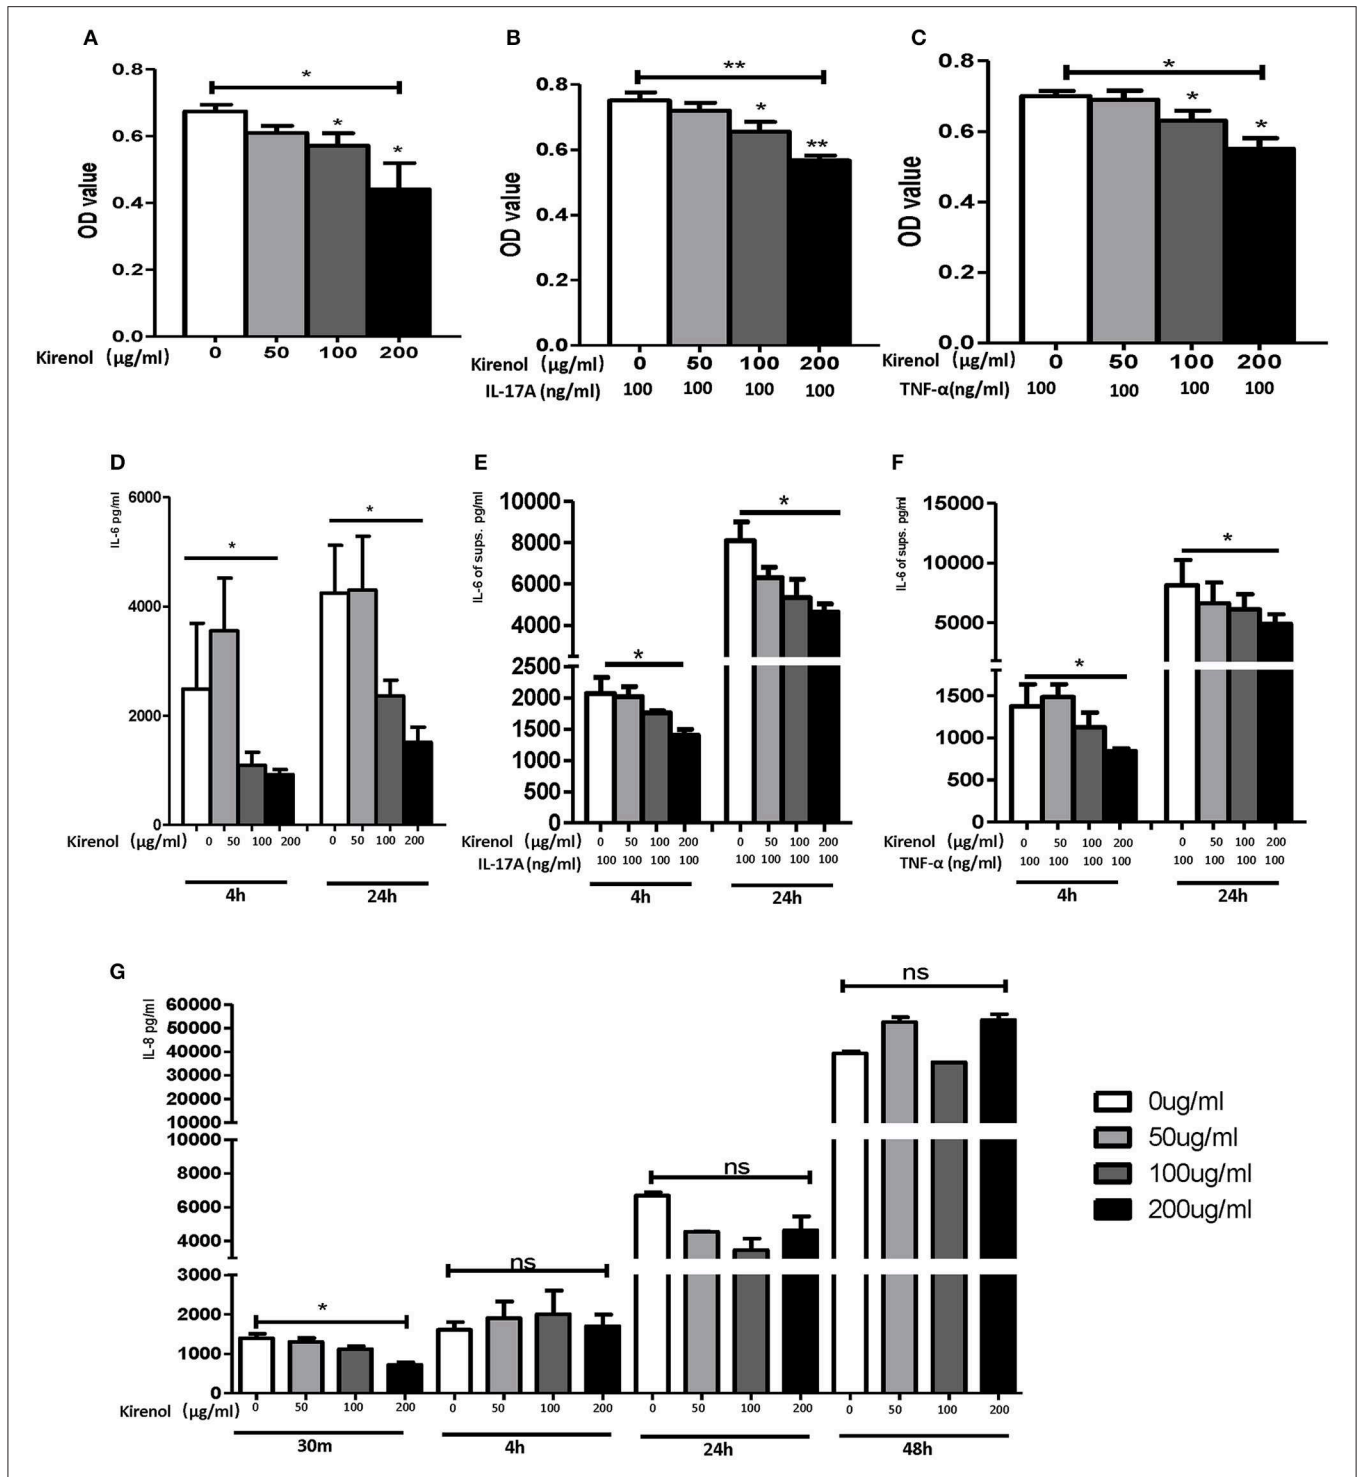 A
B
C
0.8
0.6
0.4
0.2
0.0
OD value
*
*
*
Kirenol (μg/ml) 0 50 100 200
0.8
0.6
0.4
0.2
0.0
OD value
**
*
**
Kirenol (μg/ml) 0 50 100 200
IL-17A (ng/ml) 100 100 100 100
0.8
0.6
0.4
0.2
0.0
OD value
*
*
*
Kirenol (μg/ml) 0 50 100 200
TNF-α(ng/ml) 100 100 100 100
D
6000
4000
2000
0
IL-6 pg/ml
*
*
Kirenol (μg/ml) 0 50 100 200 0 50 100 200
4h 24h
E
10000
8000
6000
4000
2500
2000
1500
1000
500
0
IL-6 of sups. pg/ml
*
*
Kirenol (μg/ml) 0 50 100 200 0 50 100 200
IL-17A (ng/ml) 100 100 100 100 100 100 100 100
4h 24h
F
15000
10000
5000
1500
1000
500
0
IL-6 of sups. pg/ml
*
*
Kirenol (μg/ml) 0 50 100 200 0 50 100 200
TNF-α (ng/ml) 100 100 100 100 100 100 100 100
4h 24h
G
60000
50000
40000
30000
20000
10000
10000
8000
6000
4000
3000
2000
1000
0
IL-8 pg/ml
*
ns
ns
ns
Kirenol (μg/ml) 0 50 100 200 0 50 100 200 0 50 100 200 0 50 100 200
30m 4h 24h 48h
0ug/ml
50ug/ml
100ug/ml
200ug/ml